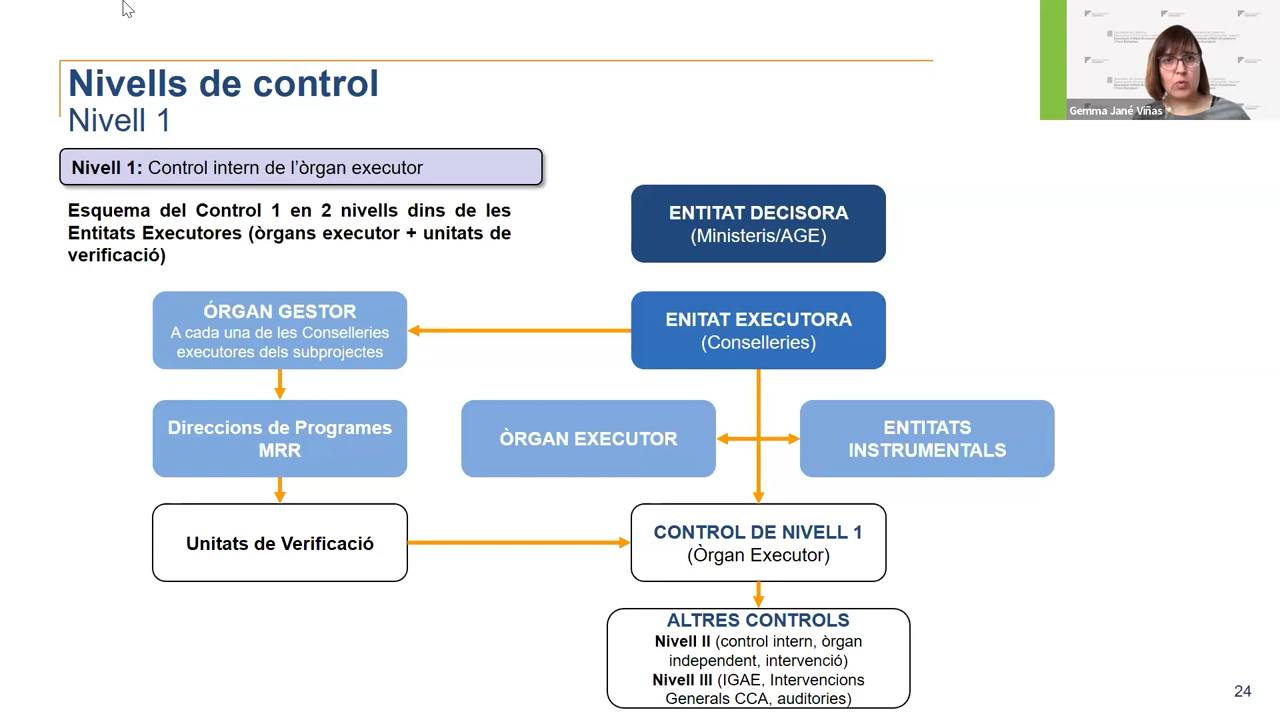 Nivells de control
Nivell 1
Nivell 1: Control intern de l'òrgan executor
Esquema del Control 1 en 2 nivells dins de les
Entitats Executores (òrgans executor + unitats de
verificació)
ENTITAT DECISORA
(Ministeris/AGE)
ÓRGAN GESTOR
A cada una de les Conselleries
executores dels subprojectes
ENITAT EXECUTORA
(Conselleries)
Direccions de Programes
MRR
ÒRGAN EXECUTOR
ENTITATS
INSTRUMENTALS
Unitats de Verificació
CONTROL DE NIVELL 1
(Òrgan Executor)
ALTRES CONTROLS
Nivell II (control intern, òrgan
independent, intervenció)
Nivell III (IGAE, Intervencions
Generals CCA, auditories)
24
Gemma Jané Viñas